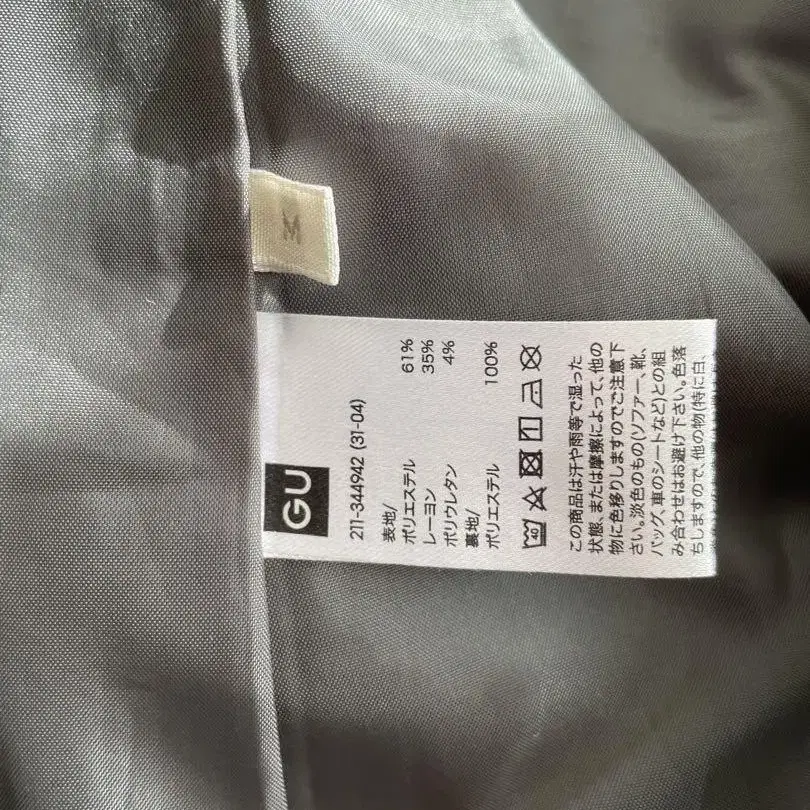 M
GU
211-344942 (31-04)
表地/
ポリエステル 61%
レーヨン 35%
ポリウレタン 4%
裏地/
ポリエステル 100%
40
この商品は汗や雨等で湿った
状態、または摩擦によって、他の
物に色移りしますのでご注意下
さい。淡色のもの(ソファー、靴、
バッグ、車のシートなど)との組
み合わせはお避け下さい。色落
ちしますので、他の物(特に白、